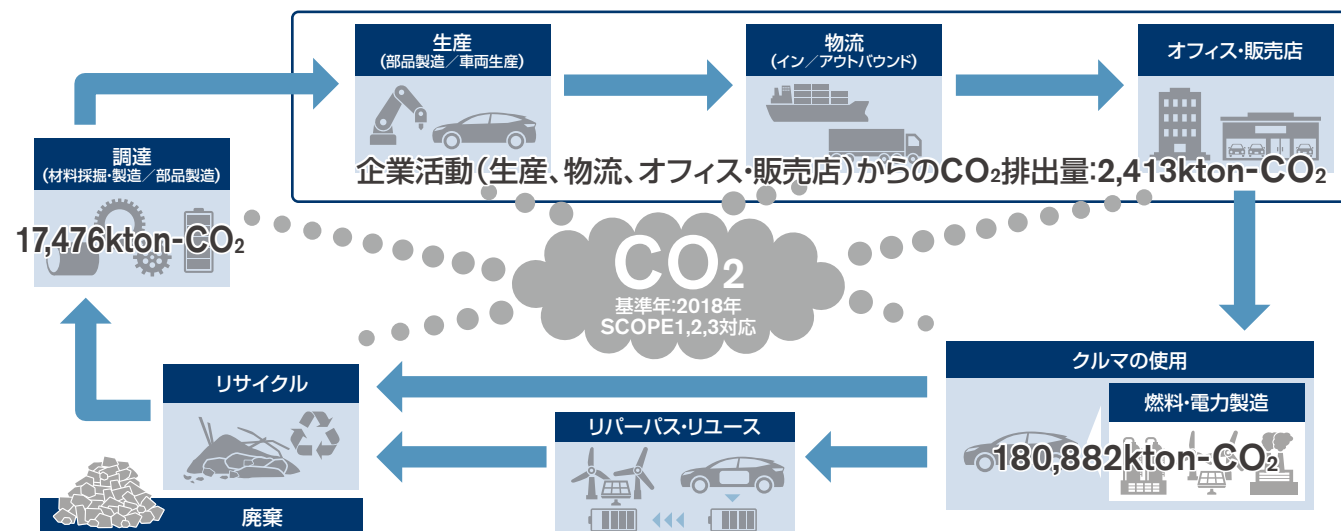 生産
(部品製造／車両生産)
物流
(イン／アウトバウンド)
オフィス・販売店
調達
(材料採掘・製造／部品製造)
企業活動(生産、物流、オフィス・販売店)からのCO₂排出量:2,413kton-CO₂
17,476kton-CO₂
CO₂
基準年:2018年
SCOPE1,2,3対応
クルマの使用
燃料・電力製造
180,882kton-CO₂
リサイクル
リパーパス・リユース
廃棄